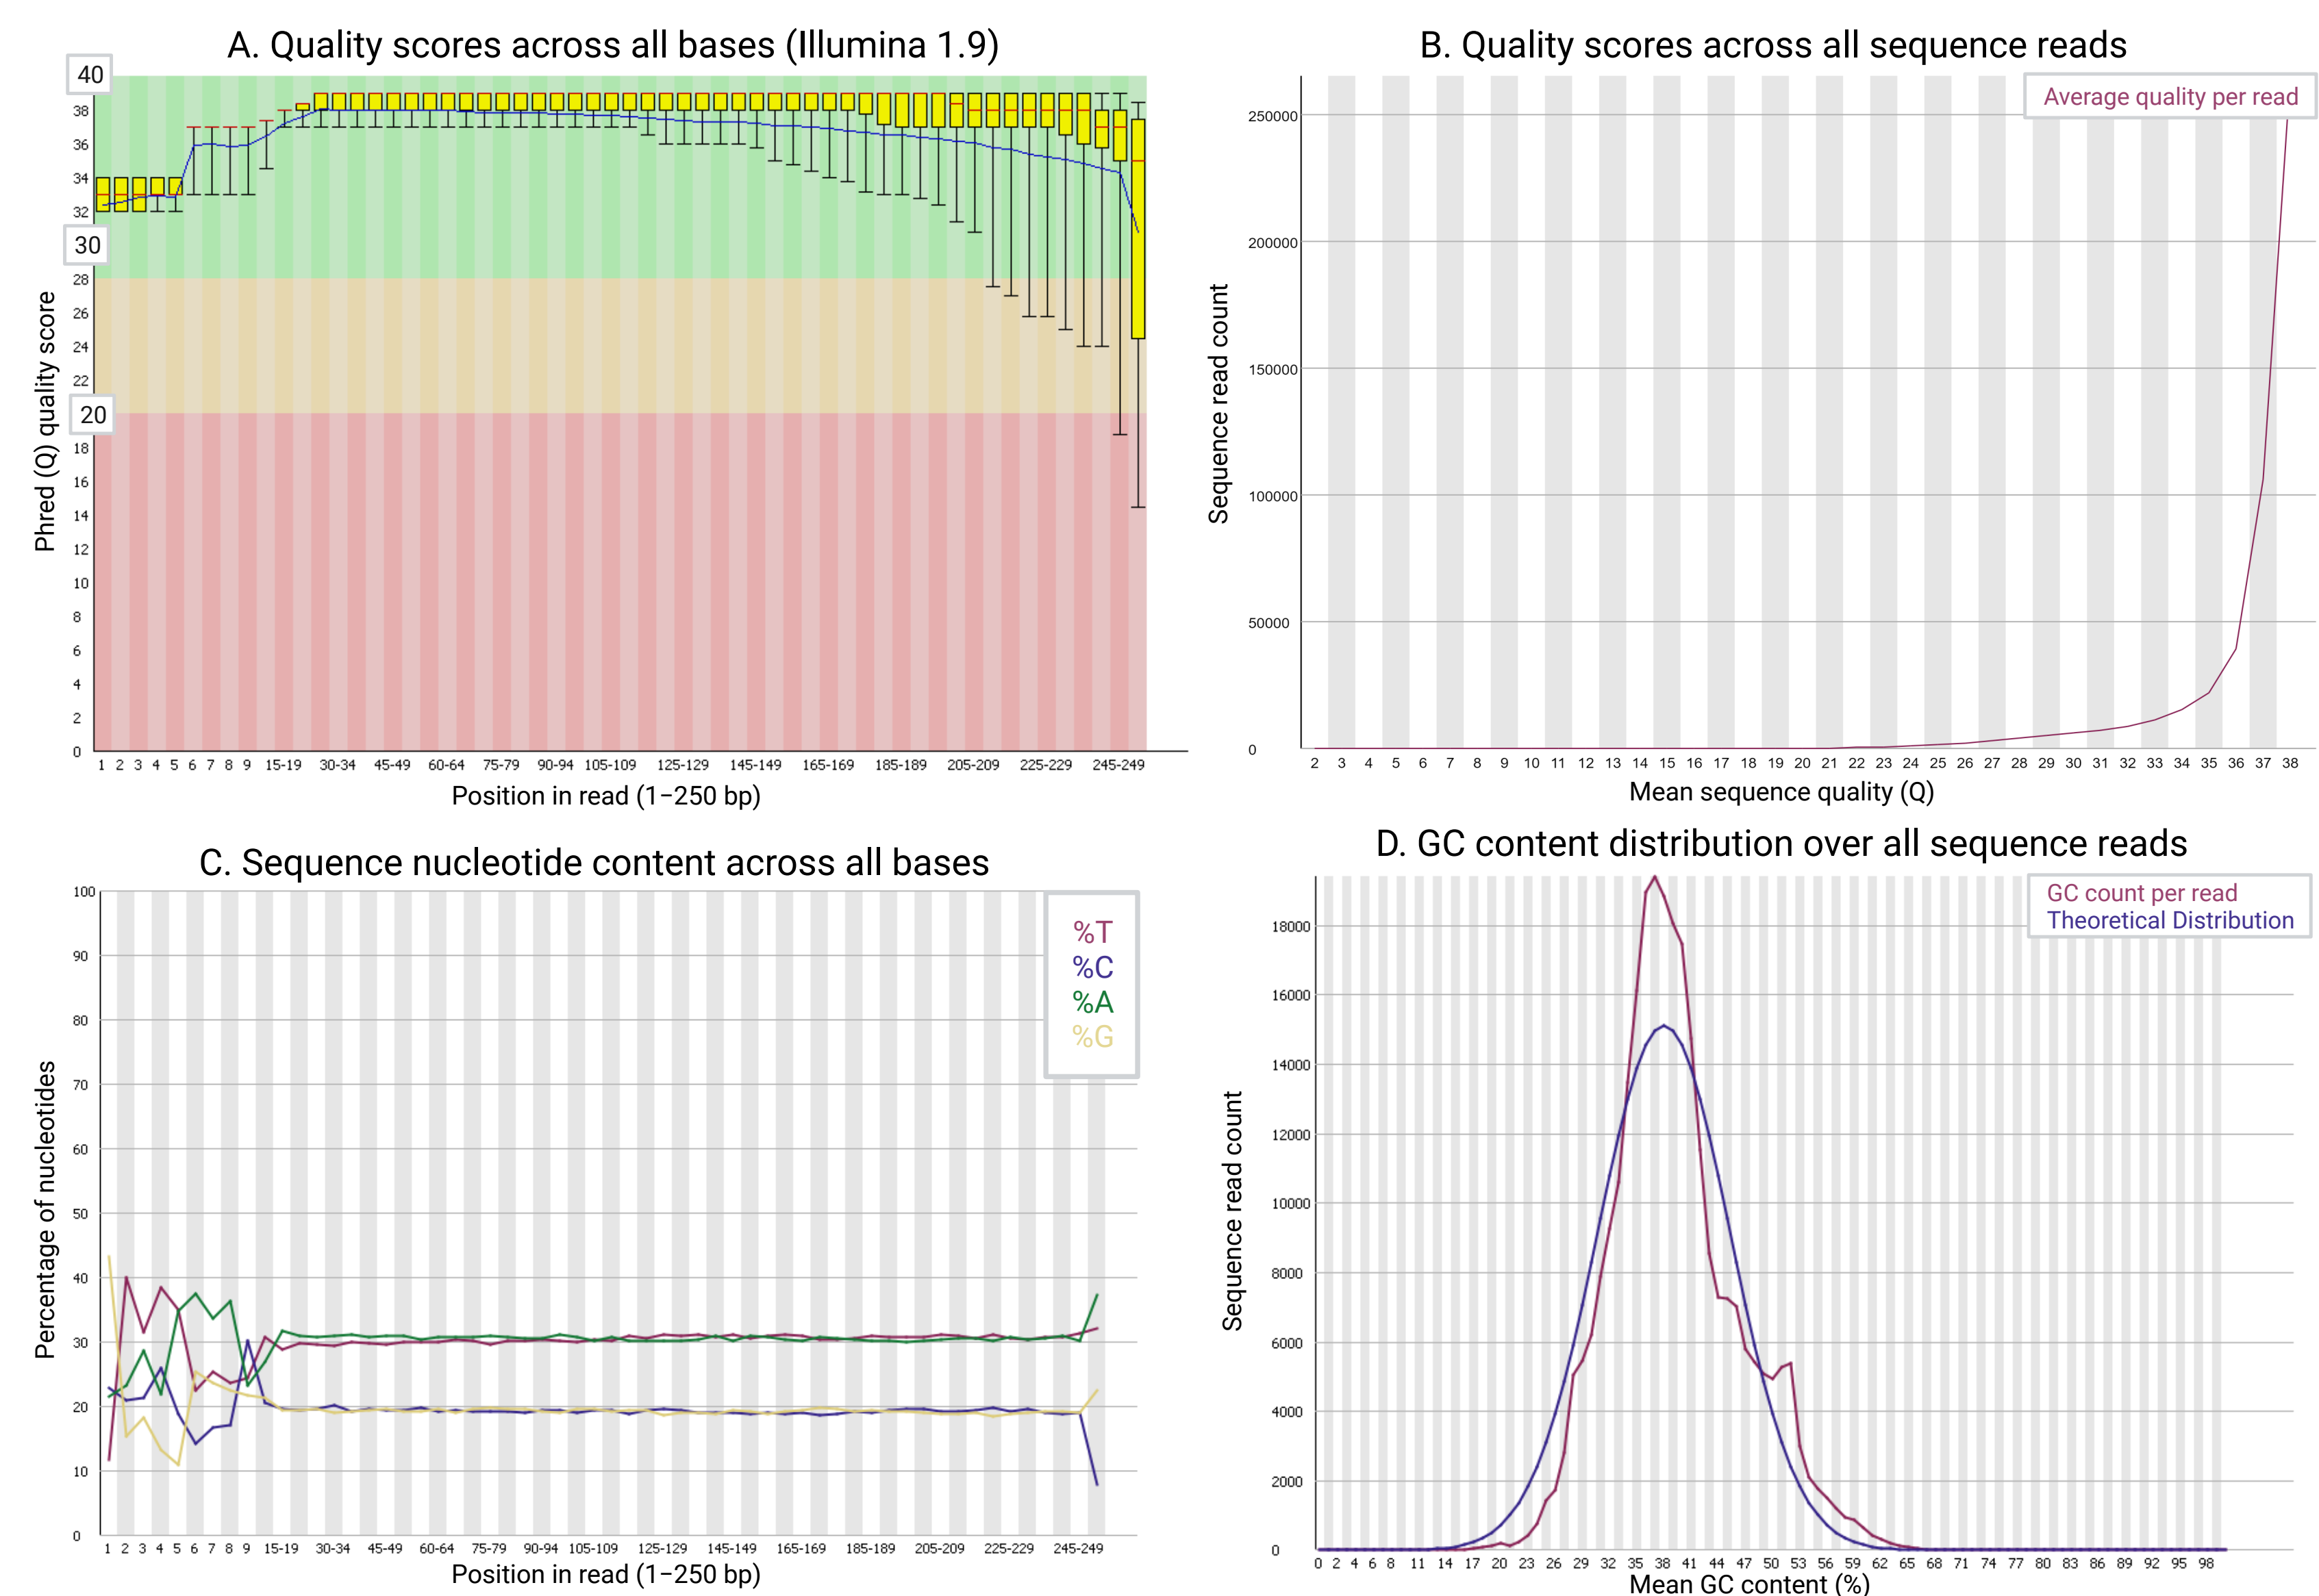 A. Quality scores across all bases (Illumina 1.9)
40
38
36
34
32
30
28
26
24
22
20
18
16
14
12
10
8
6
4
2
0
Phred (Q) quality score
1 2 3 4 5 6 7 8 9 15-19 30-34 45-49 60-64 75-79 90-94 105-109 125-129 145-149 165-169 185-189 205-209 225-229 245-249
Position in read (1–250 bp)
B. Quality scores across all sequence reads
Average quality per read
250000
200000
150000
100000
50000
0
Sequence read count
2 3 4 5 6 7 8 9 10 11 12 13 14 15 16 17 18 19 20 21 22 23 24 25 26 27 28 29 30 31 32 33 34 35 36 37 38
Mean sequence quality (Q)
C. Sequence nucleotide content across all bases
%T
%C
%A
%G
100
90
80
70
60
50
40
30
20
10
0
Percentage of nucleotides
1 2 3 4 5 6 7 8 9 15-19 30-34 45-49 60-64 75-79 90-94 105-109 125-129 145-149 165-169 185-189 205-209 225-229 245-249
Position in read (1–250 bp)
D. GC content distribution over all sequence reads
GC count per read
Theoretical Distribution
18000
16000
14000
12000
10000
8000
6000
4000
2000
0
Sequence read count
0 2 4 6 8 11 14 17 20 23 26 29 32 35 38 41 44 47 50 53 56 59 62 65 68 71 74 77 80 83 86 89 92 95 98
Mean GC content (%)